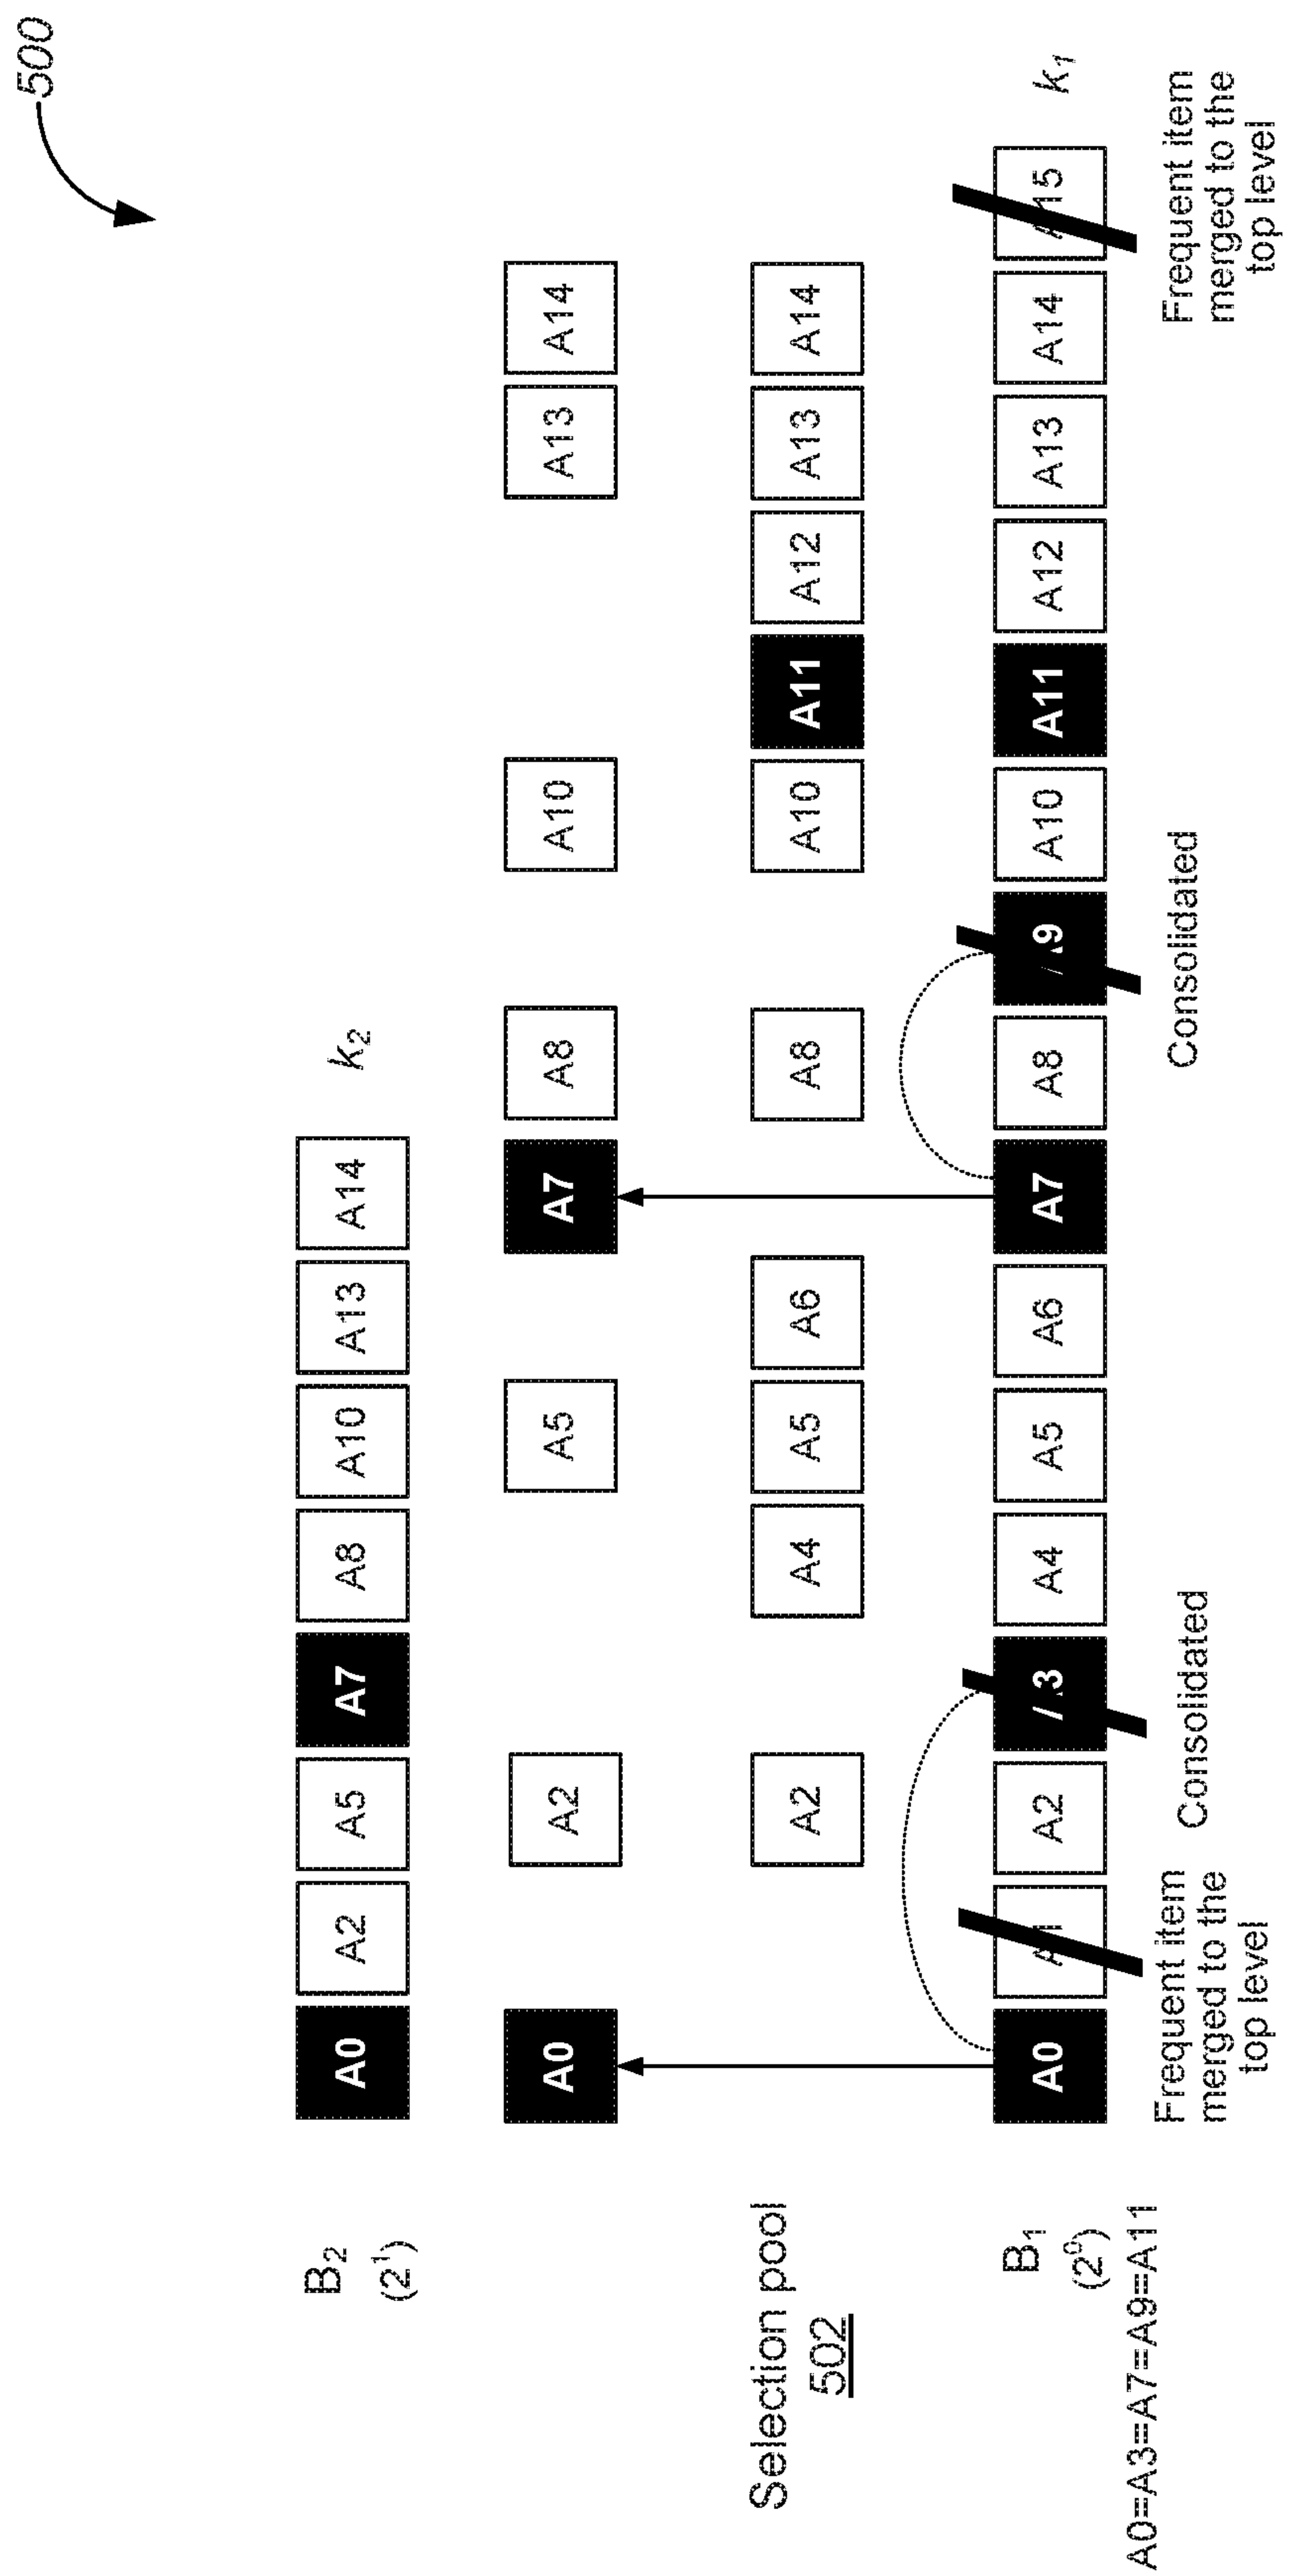 500
B2
(2^1)
A0
A2
A5
A7
A8
A10
A13
A14
k2
A0
A2
A5
A7
A8
A10
A13
A14
Selection pool
502
A2
A4
A5
A6
A8
A10
A11
A12
A13
A14
B1
(2^0)
A0
A2
A4
A5
A6
A7
A8
A10
A11
A12
A13
A14
k1
A0=A3=A7=A9=A11
Frequent item
merged to the
top level
Consolidated
Consolidated
Frequent item
merged to the
top level